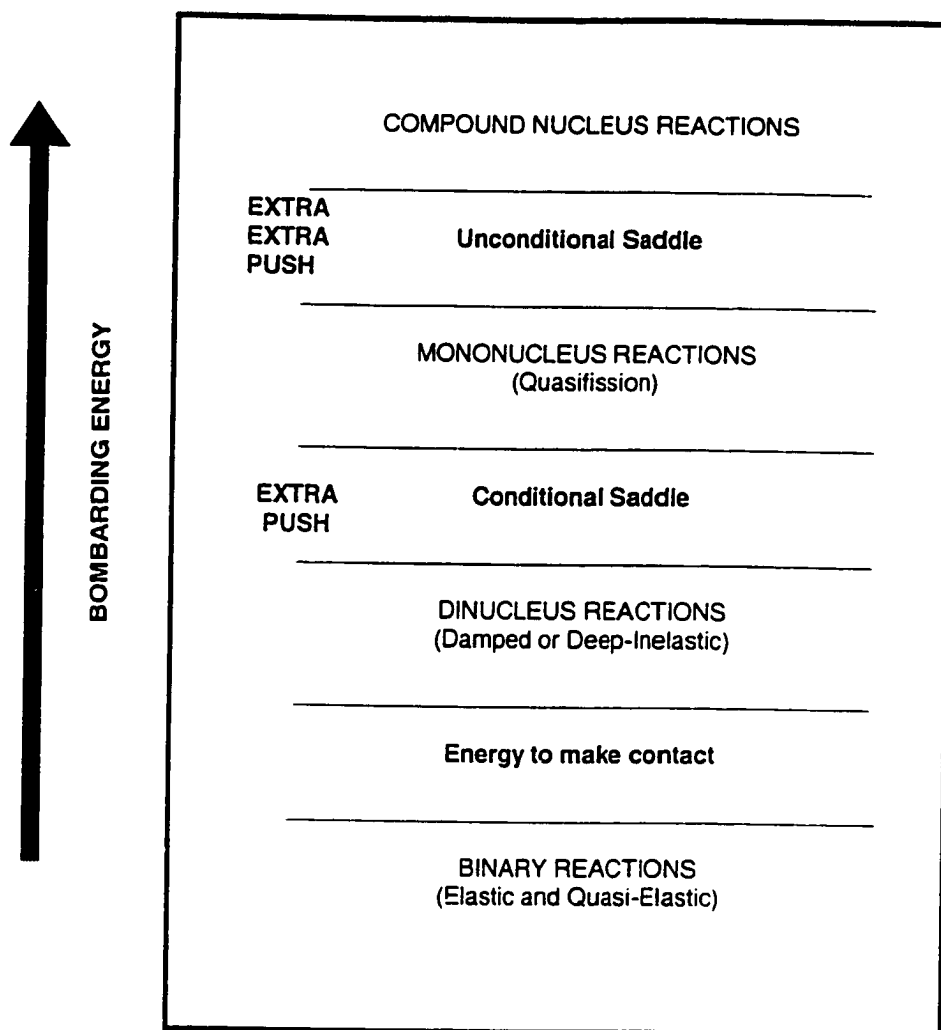 COMPOUND NUCLEUS REACTIONS
EXTRA
EXTRA
PUSH
Unconditional Saddle
MONONUCLEUS REACTIONS
(Quasifission)
EXTRA
PUSH
Conditional Saddle
DINUCLEUS REACTIONS
(Damped or Deep-Inelastic)
Energy to make contact
BINARY REACTIONS
(Elastic and Quasi-Elastic)
BOMBARDING ENERGY